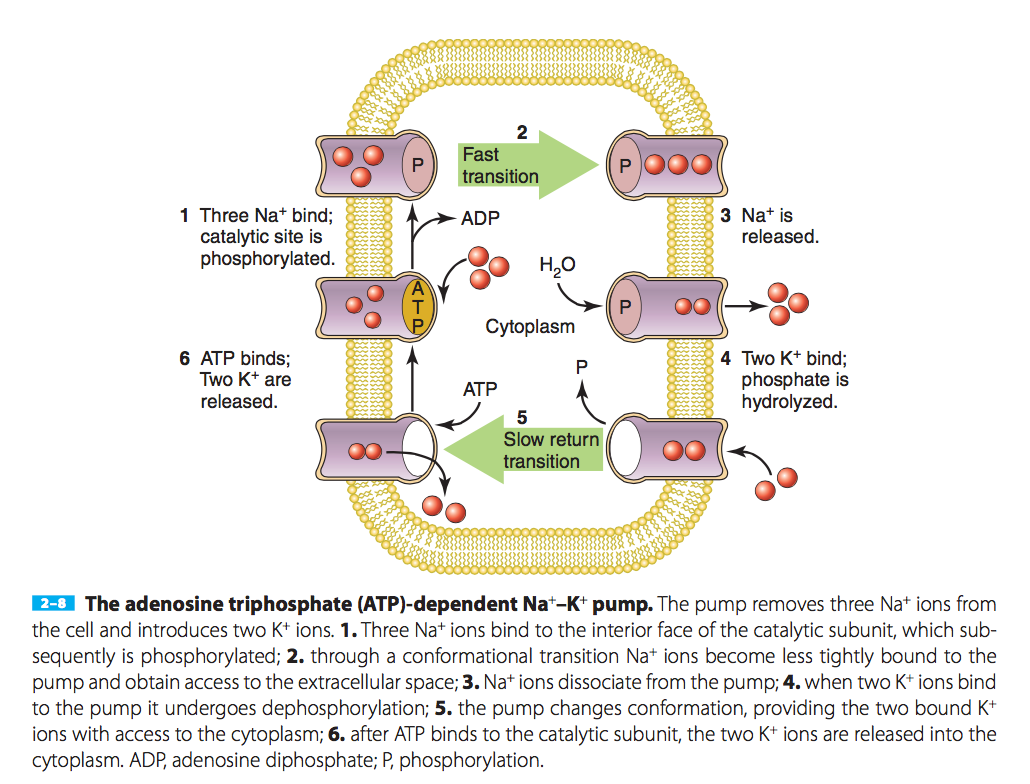 2
Fast
transition
P
P
1 Three Na⁺ bind;
catalytic site is
phosphorylated.
ADP
3 Na⁺ is
released.
H₂O
A
T
P
P
Cytoplasm
6 ATP binds;
Two K⁺ are
released.
4 Two K⁺ bind;
phosphate is
hydrolyzed.
P
ATP
5
Slow return
transition
2–8 The adenosine triphosphate (ATP)-dependent Na⁺–K⁺ pump. The pump removes three Na⁺ ions from
the cell and introduces two K⁺ ions. 1. Three Na⁺ ions bind to the interior face of the catalytic subunit, which sub-
sequently is phosphorylated; 2. through a conformational transition Na⁺ ions become less tightly bound to the
pump and obtain access to the extracellular space; 3. Na⁺ ions dissociate from the pump; 4. when two K⁺ ions bind
to the pump it undergoes dephosphorylation; 5. the pump changes conformation, providing the two bound K⁺
ions with access to the cytoplasm; 6. after ATP binds to the catalytic subunit, the two K⁺ ions are released into the
cytoplasm. ADP, adenosine diphosphate; P, phosphorylation.